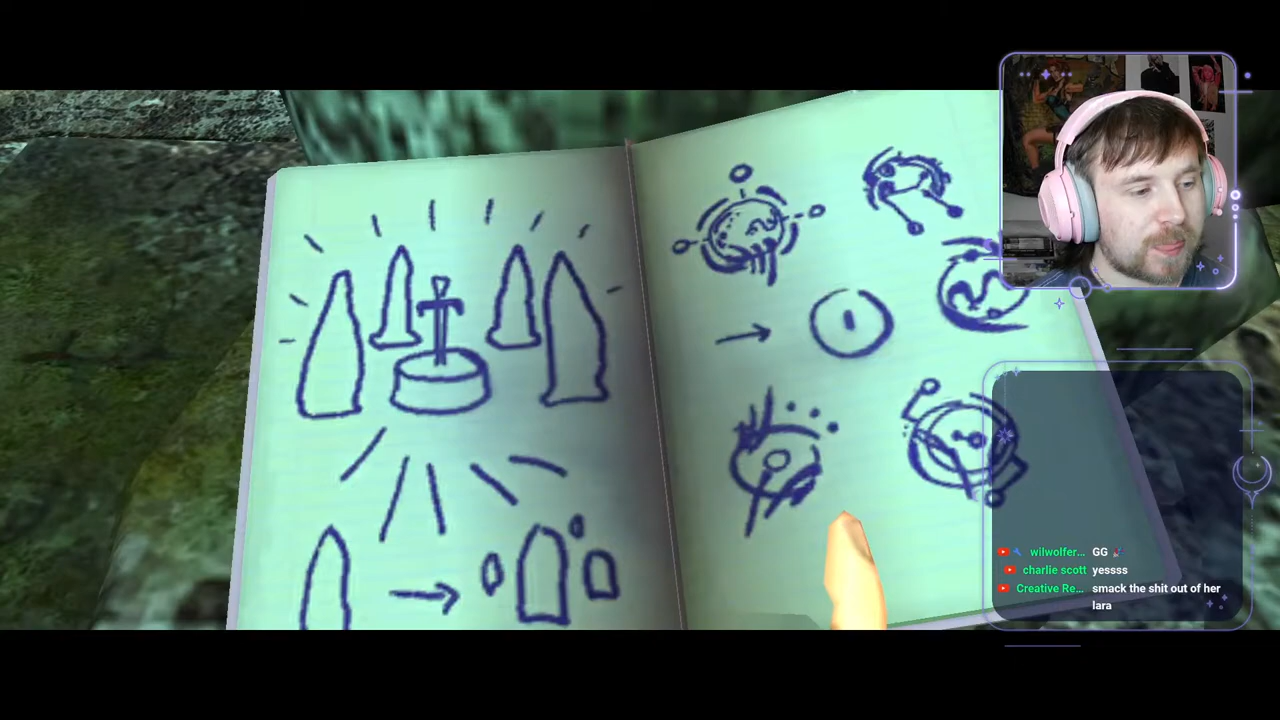 wilwolfer... GG
charlie scott yessss
Creative Re... smack the shit out of her
lara